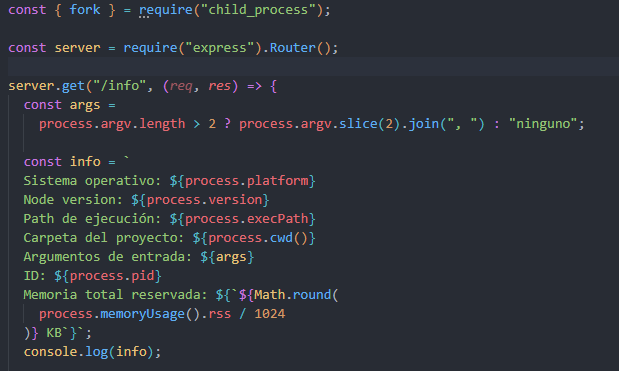 const { fork } = require("child_process");
const server = require("express").Router();
server.get("/info", (req, res) => {
const args =
process.argv.length > 2 ? process.argv.slice(2).join(", ") : "ninguno";
const info = `
Sistema operativo: ${process.platform}
Node version: ${process.version}
Path de ejecución: ${process.execPath}
Carpeta del proyecto: ${process.cwd()}
Argumentos de entrada: ${args}
ID: ${process.pid}
Memoria total reservada: ${`${Math.round(
process.memoryUsage().rss / 1024
)} KB`}`;
console.log(info);